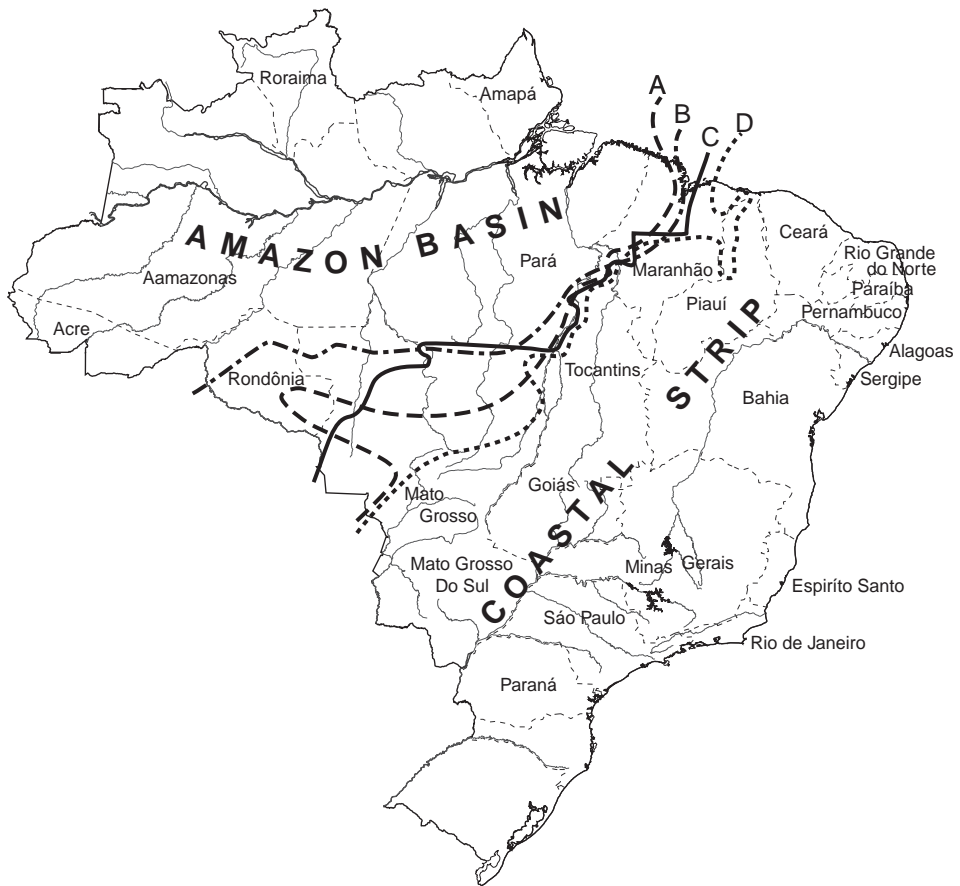 A
B
C
D
Roraima
Amapá
AMAZON BASIN
Ceará
Rio Grande
do Norte
Pará
Maranhão
Aamazonas
Paraíba
Piauí
Pernambuco
Acre
Alagoas
Rondônia
Tocantins
Sergipe
Bahia
COASTAL STRIP
Goiás
Mato
Grosso
Mato Grosso
Do Sul
Minas Gerais
Espiríto Santo
Sáo Paulo
Rio de Janeiro
Paraná